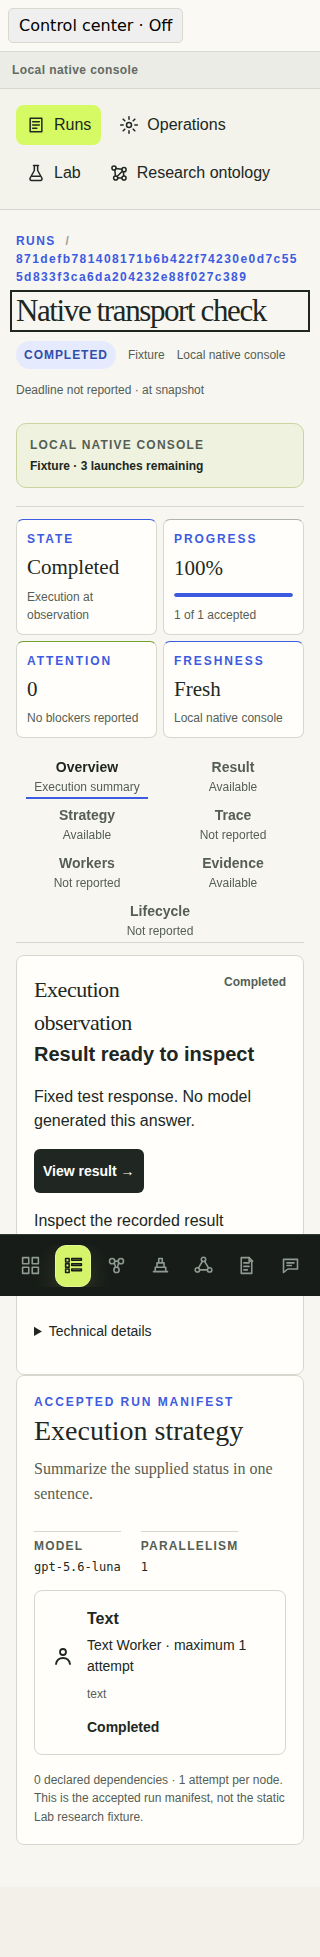 Control center · Off
Local native console
Runs
Operations
Lab
Research ontology
RUNS /
871defb781408171b6b422f74230e0d7c55
5d833f3ca6da204232e88f027c389
Native transport check
COMPLETED
Fixture
Local native console
Deadline not reported · at snapshot
LOCAL NATIVE CONSOLE
Fixture · 3 launches remaining
STATE
Completed
Execution at
observation
PROGRESS
100%
1 of 1 accepted
ATTENTION
0
No blockers reported
FRESHNESS
Fresh
Local native console
Overview
Execution summary
Result
Available
Strategy
Available
Trace
Not reported
Workers
Not reported
Evidence
Available
Lifecycle
Not reported
Execution
observation
Completed
Result ready to inspect
Fixed test response. No model
generated this answer.
View result →
Inspect the recorded result
Technical details
ACCEPTED RUN MANIFEST
Execution strategy
Summarize the supplied status in one
sentence.
MODEL
gpt-5.6-luna
PARALLELISM
1
Text
Text Worker · maximum 1
attempt
text
Completed
0 declared dependencies · 1 attempt per node.
This is the accepted run manifest, not the static
Lab research fixture.